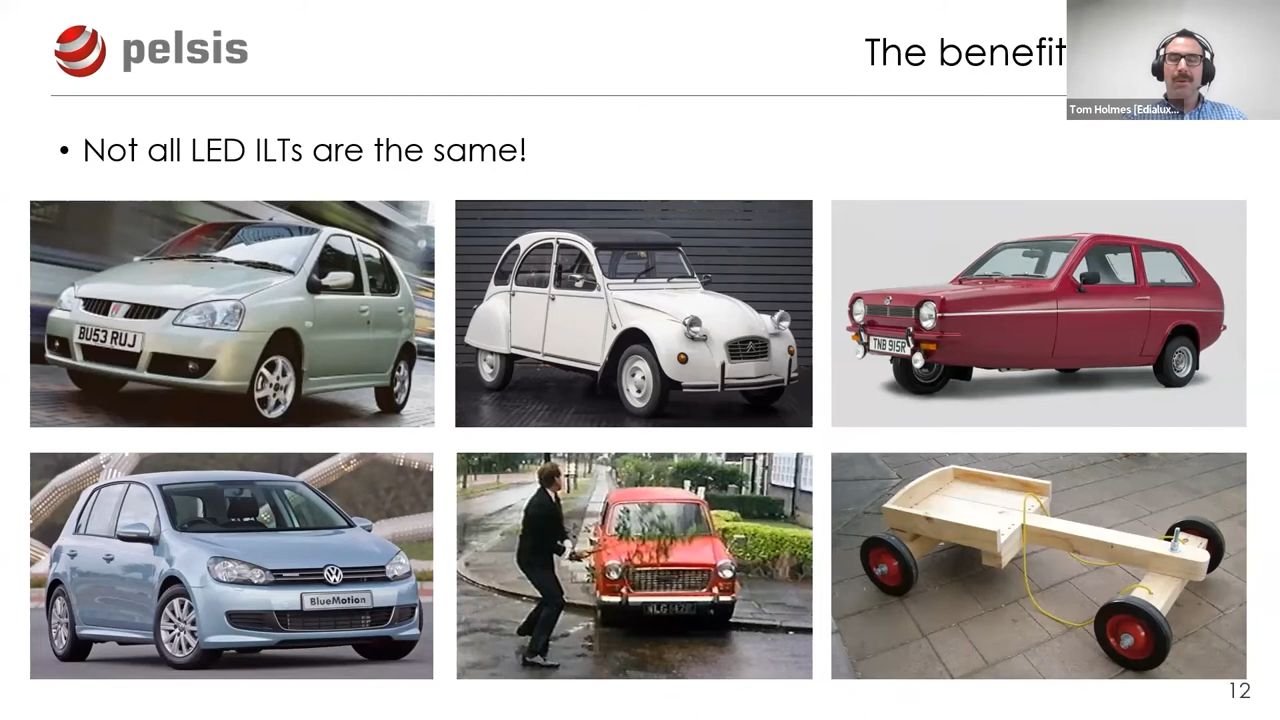 pelsis
The benefit
Tom Holmes [Edialux...
• Not all LED ILTs are the same!
BU53 RUJ
TNB 915R
BlueMotion
12